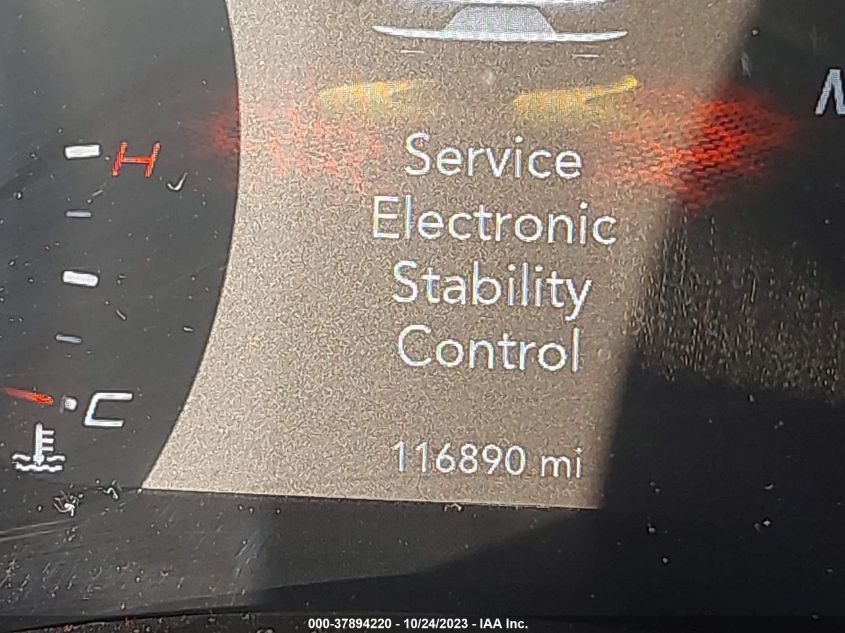 H
Service
Electronic
Stability
Control
C
116890 mi
000-37894220 - 10/24/2023 - IAA Inc.